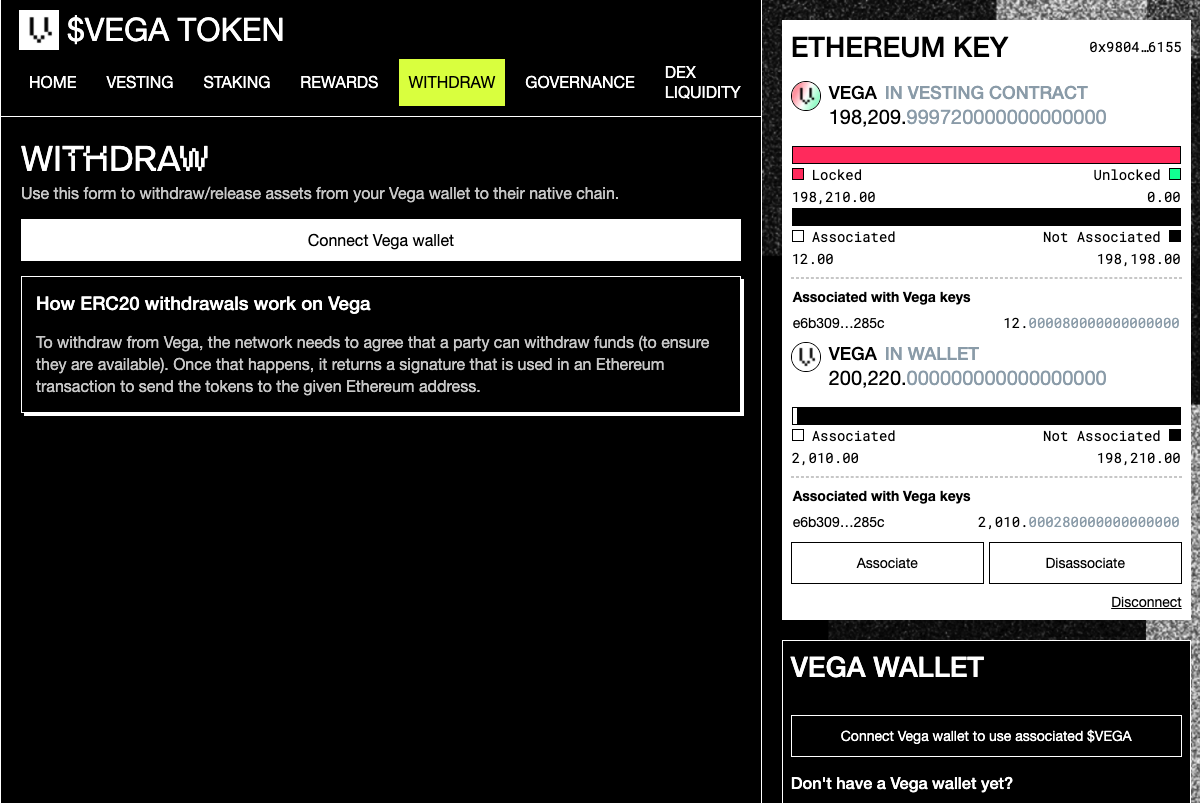 $VEGA TOKEN
HOME VESTING STAKING REWARDS WITHDRAW GOVERNANCE DEX LIQUIDITY
WITHDRAW
Use this form to withdraw/release assets from your Vega wallet to their native chain.
Connect Vega wallet
How ERC20 withdrawals work on Vega
To withdraw from Vega, the network needs to agree that a party can withdraw funds (to ensure
they are available). Once that happens, it returns a signature that is used in an Ethereum
transaction to send the tokens to the given Ethereum address.
ETHEREUM KEY 0x9804…6155
VEGA IN VESTING CONTRACT
198,209.999720000000000000
Locked Unlocked
198,210.00 0.00
Associated Not Associated
12.00 198,198.00
Associated with Vega keys
e6b309…285c 12.000080000000000000
VEGA IN WALLET
200,220.000000000000000000
Associated Not Associated
2,010.00 198,210.00
Associated with Vega keys
e6b309…285c 2,010.000280000000000000
Associate Disassociate
Disconnect
VEGA WALLET
Connect Vega wallet to use associated $VEGA
Don't have a Vega wallet yet?